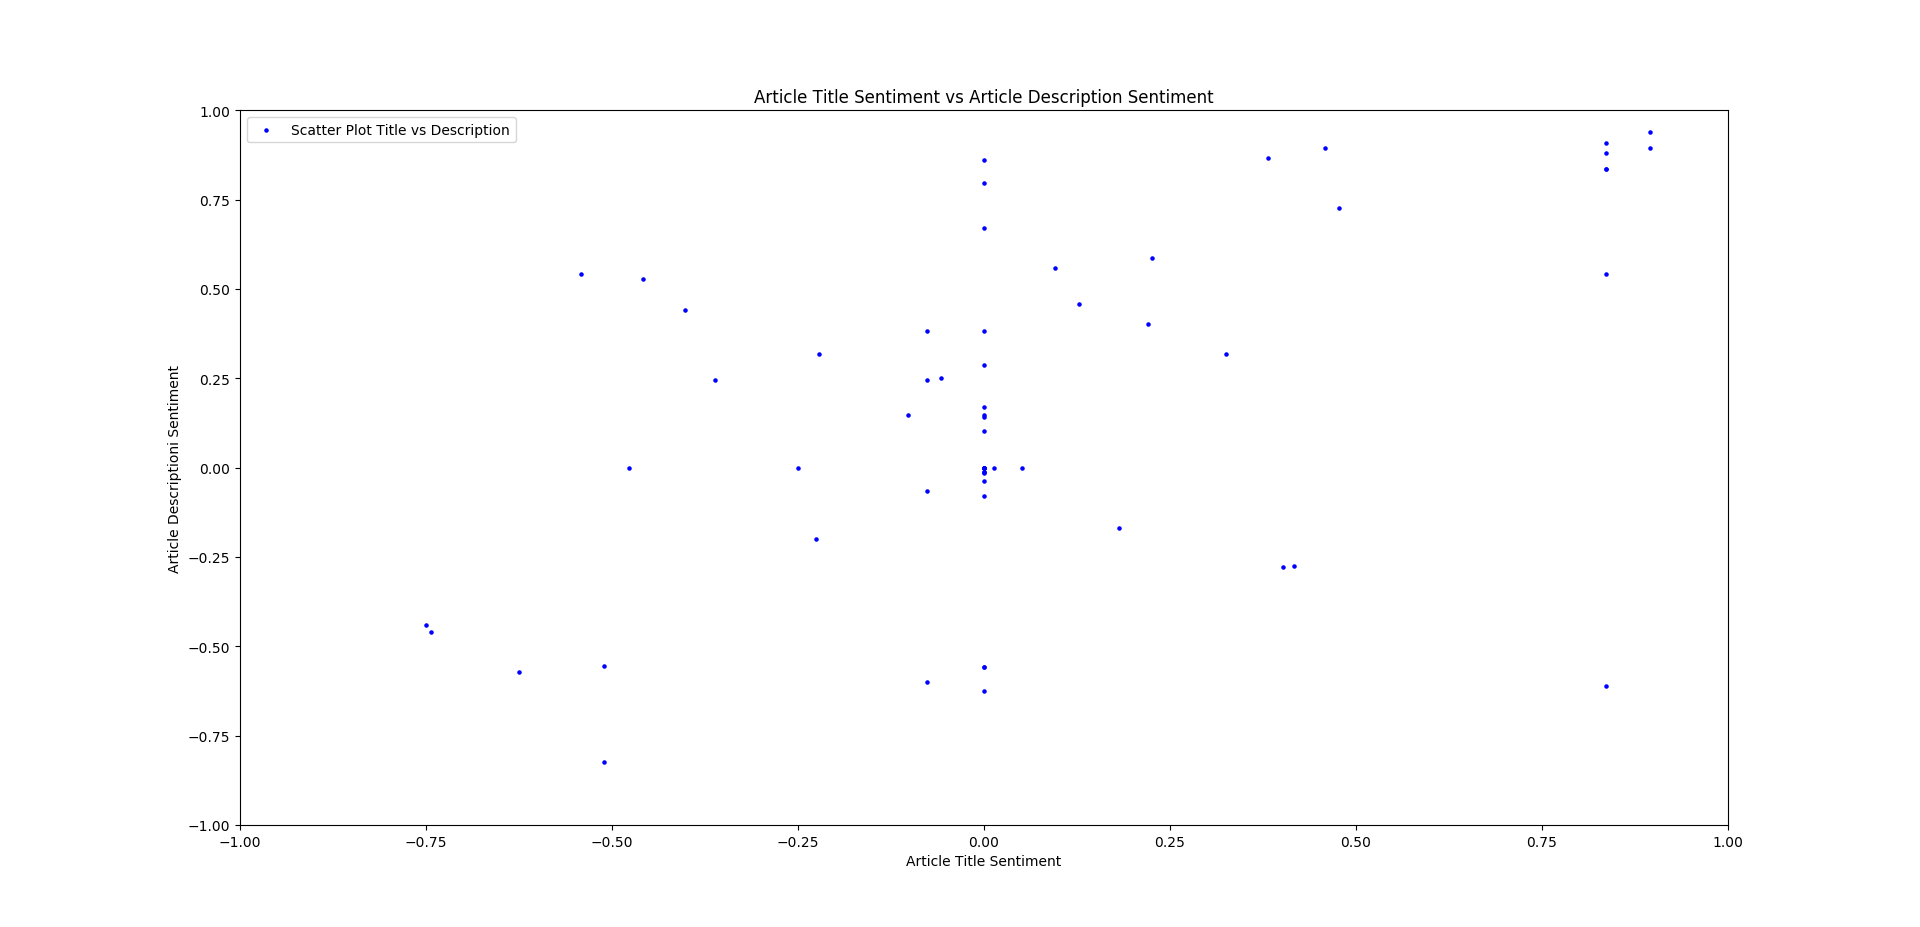 Article Title Sentiment vs Article Description Sentiment
Scatter Plot Title vs Description
1.00
0.75
0.50
0.25
0.00
−0.25
−0.50
−0.75
−1.00
Article Descriptioni Sentiment
−1.00 −0.75 −0.50 −0.25 0.00 0.25 0.50 0.75 1.00
Article Title Sentiment